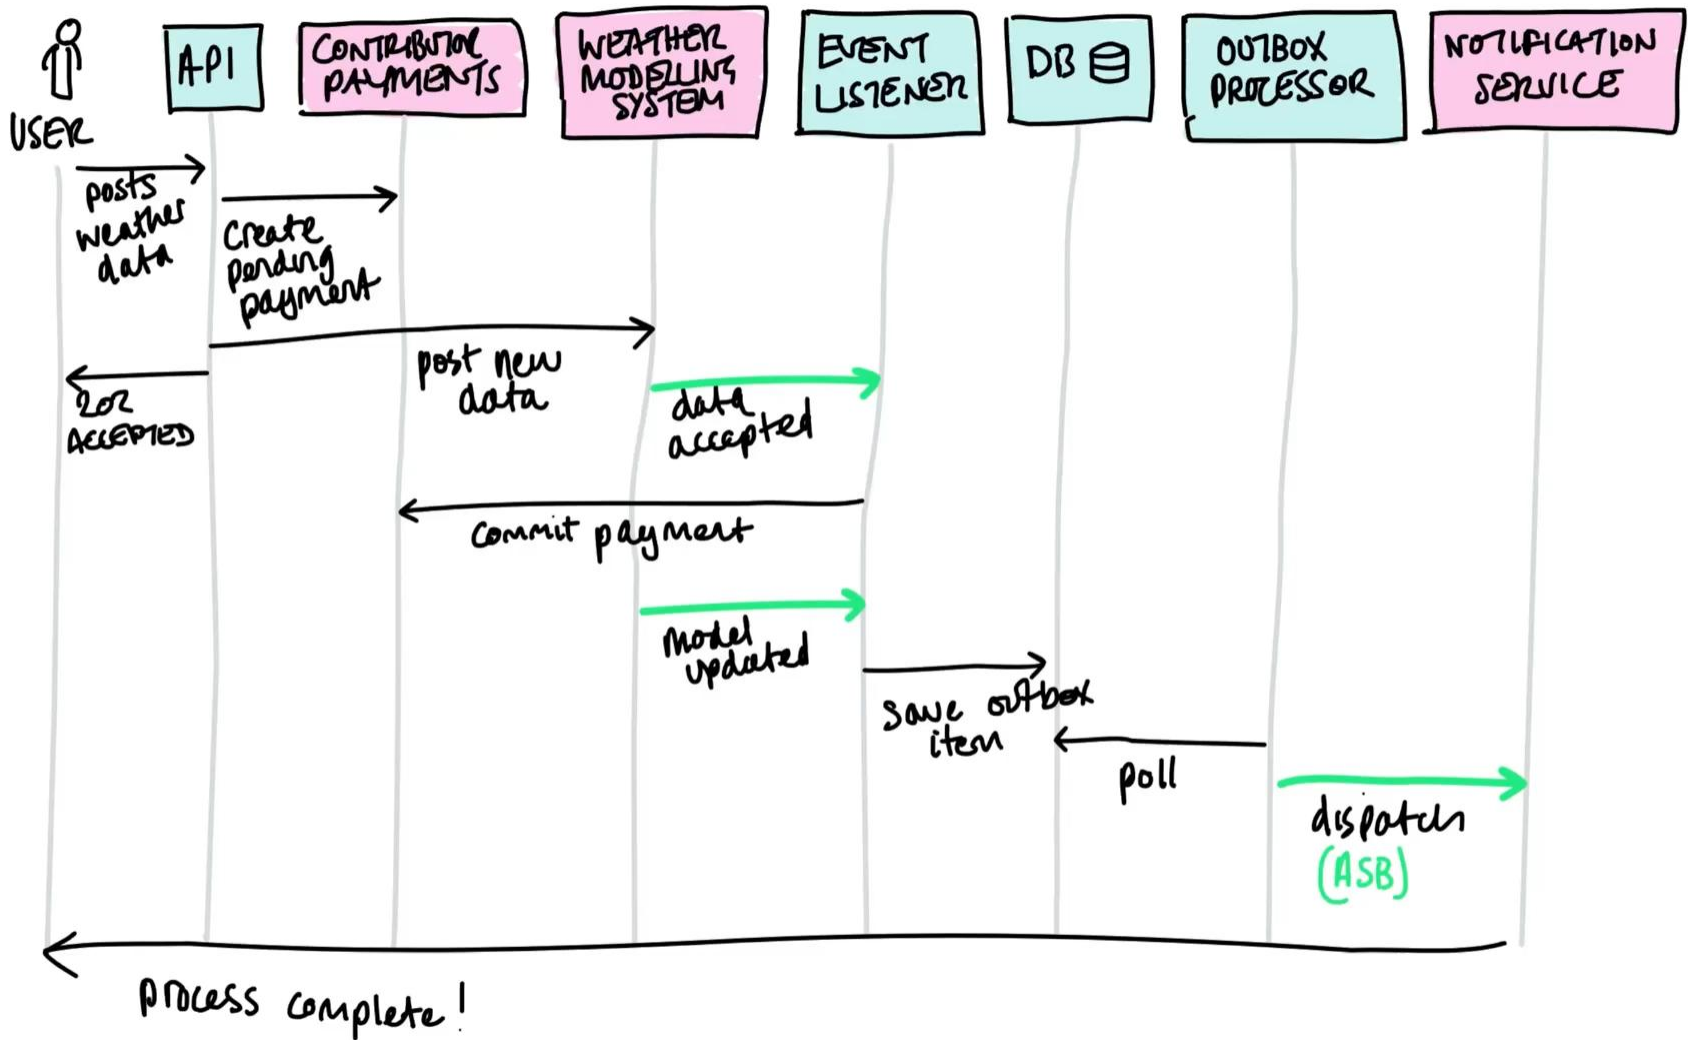 USER
API
CONTRIBUTOR
PAYMENTS
WEATHER
MODELLING
SYSTEM
EVENT
LISTENER
DB
OUTBOX
PROCESSOR
NOTIFICATION
SERVICE
posts
weather
data
create
pending
payment
post new
data
202
ACCEPTED
data
accepted
commit payment
model
updated
save outbox
item
poll
dispatch
(ASB)
process complete!